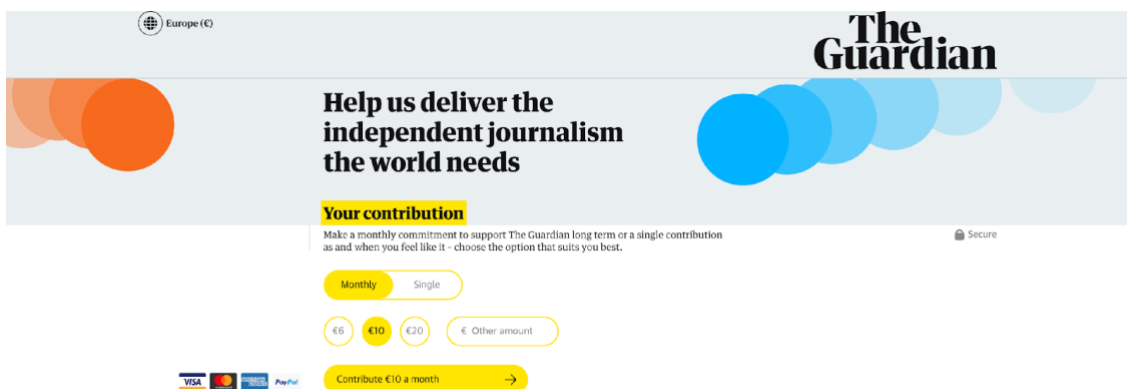 Europe (€)
The
Guardian
Help us deliver the
independent journalism
the world needs
Your contribution
Make a monthly commitment to support The Guardian long term or a single contribution
as and when you feel like it - choose the option that suits you best.
Secure
Monthly Single
€6 €10 €20 € Other amount
VISA PayPal Contribute €10 a month →